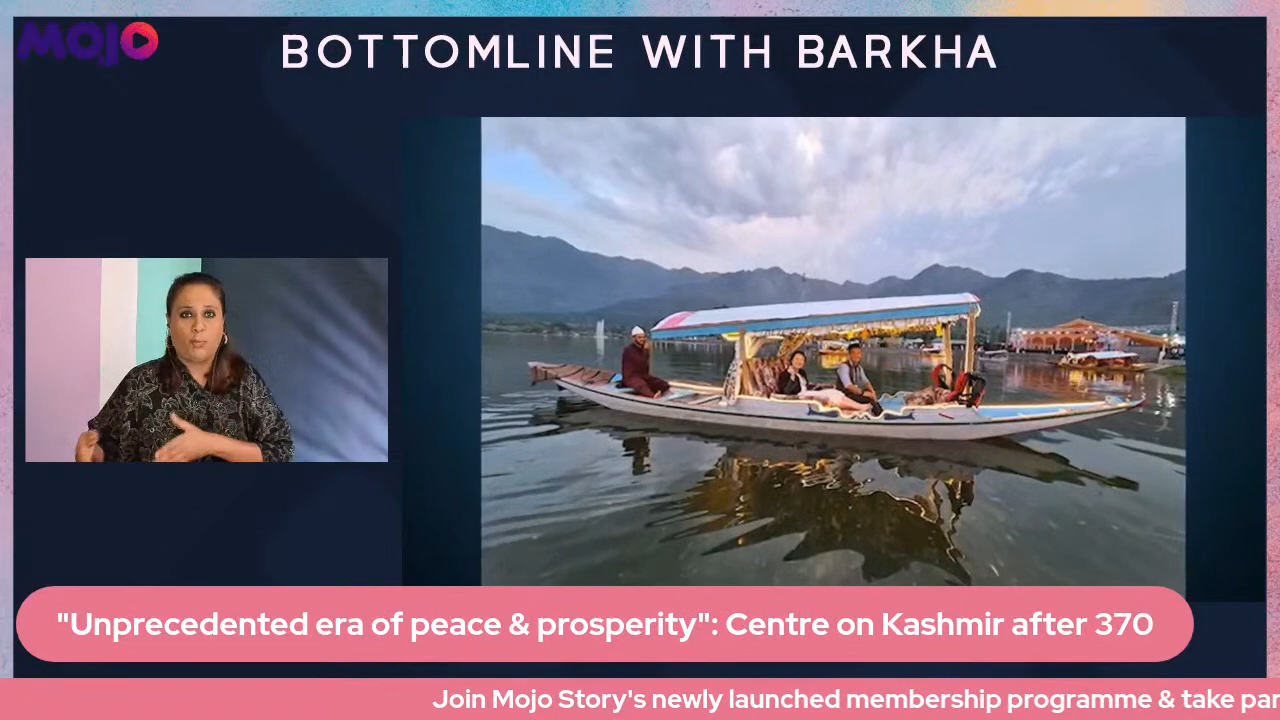 MOJO
BOTTOMLINE WITH BARKHA
"Unprecedented era of peace & prosperity": Centre on Kashmir after 370
Join Mojo Story's newly launched membership programme & take par